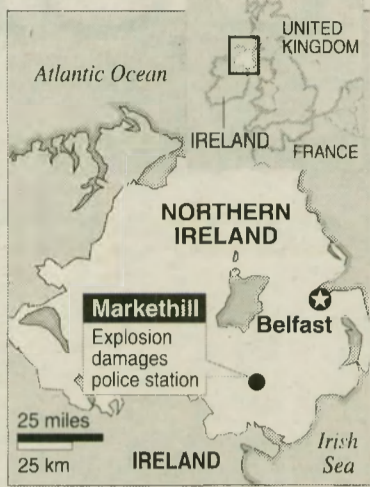 UNITED
KINGDOM
Atlantic Ocean
IRELAND
FRANCE
NORTHERN
IRELAND
Markethill
Explosion
damages
police station
Belfast
25 miles
25 km
IRELAND
Irish
Sea